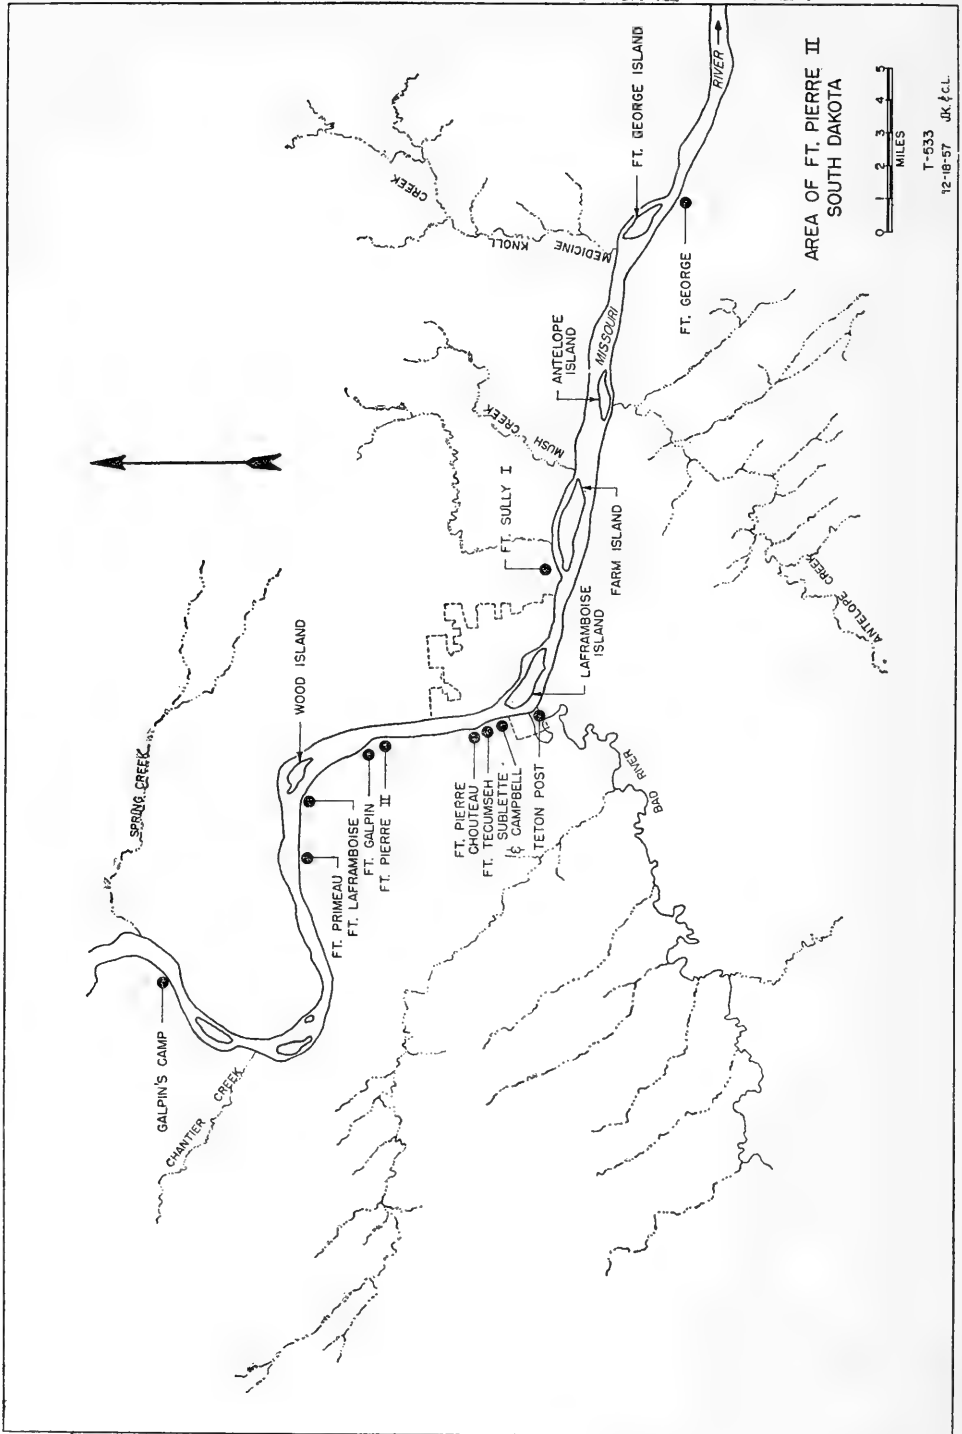 GALPIN'S CAMP
CHANTIER CREEK
SPRING CREEK
WOOD ISLAND
FT. PRIMEAU
FT. LAFRAMBOISE
FT. GALPIN
FT. PIERRE II
FT. PIERRE
CHOUTEAU
FT. TECUMSEH
SUBLETTE
& CAMPBELL
TETON POST
BAD RIVER
LAFRAMBOISE
ISLAND
FARM ISLAND
FT. SULLY I
MUSH CREEK
ANTELOPE
ISLAND
ANTELOPE CREEK
MEDICINE KNOLL CREEK
FT. GEORGE ISLAND
FT. GEORGE
MISSOURI RIVER
AREA OF FT. PIERRE II
SOUTH DAKOTA
0 1 2 3 4 5
MILES
T-533
12-18-57 J.K. & C.L.